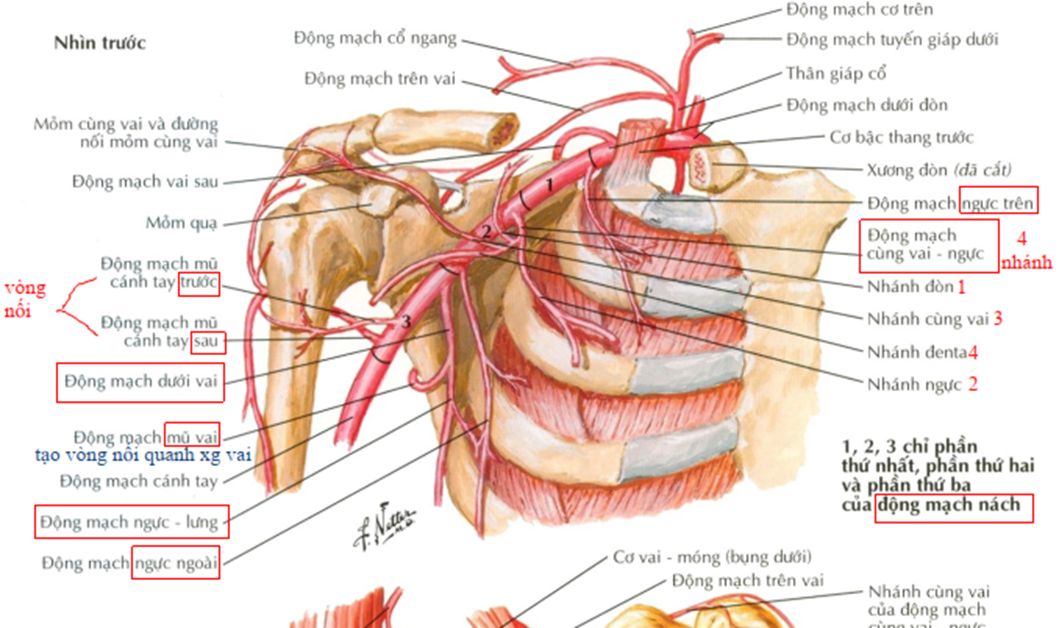 Nhìn trước
Động mạch cổ ngang
Động mạch trên vai
Mỏm cùng vai và đường
nối mỏm cùng vai
Động mạch vai sau
Mỏm quạ
Động mạch mũ
cánh tay trước
vòng
nối
Động mạch mũ
cánh tay sau
Động mạch dưới vai
Động mạch mũ vai
tạo vòng nối quanh xg vai
Động mạch cánh tay
Động mạch ngực - lưng
Động mạch ngực ngoài
Động mạch cơ trên
Động mạch tuyến giáp dưới
Thân giáp cổ
Động mạch dưới đòn
Cơ bậc thang trước
Xương đòn (đã cắt)
Động mạch ngực trên
Động mạch
cùng vai - ngực
4
nhánh
Nhánh đòn 1
Nhánh cùng vai 3
Nhánh đenta 4
Nhánh ngực 2
1
2
3
1, 2, 3 chỉ phần
thứ nhất, phần thứ hai
và phần thứ ba
của động mạch nách
F. Netter
M.D.
Cơ vai - móng (bụng dưới)
Động mạch trên vai
Nhánh cùng vai
của động mạch
cùng vai - ngực